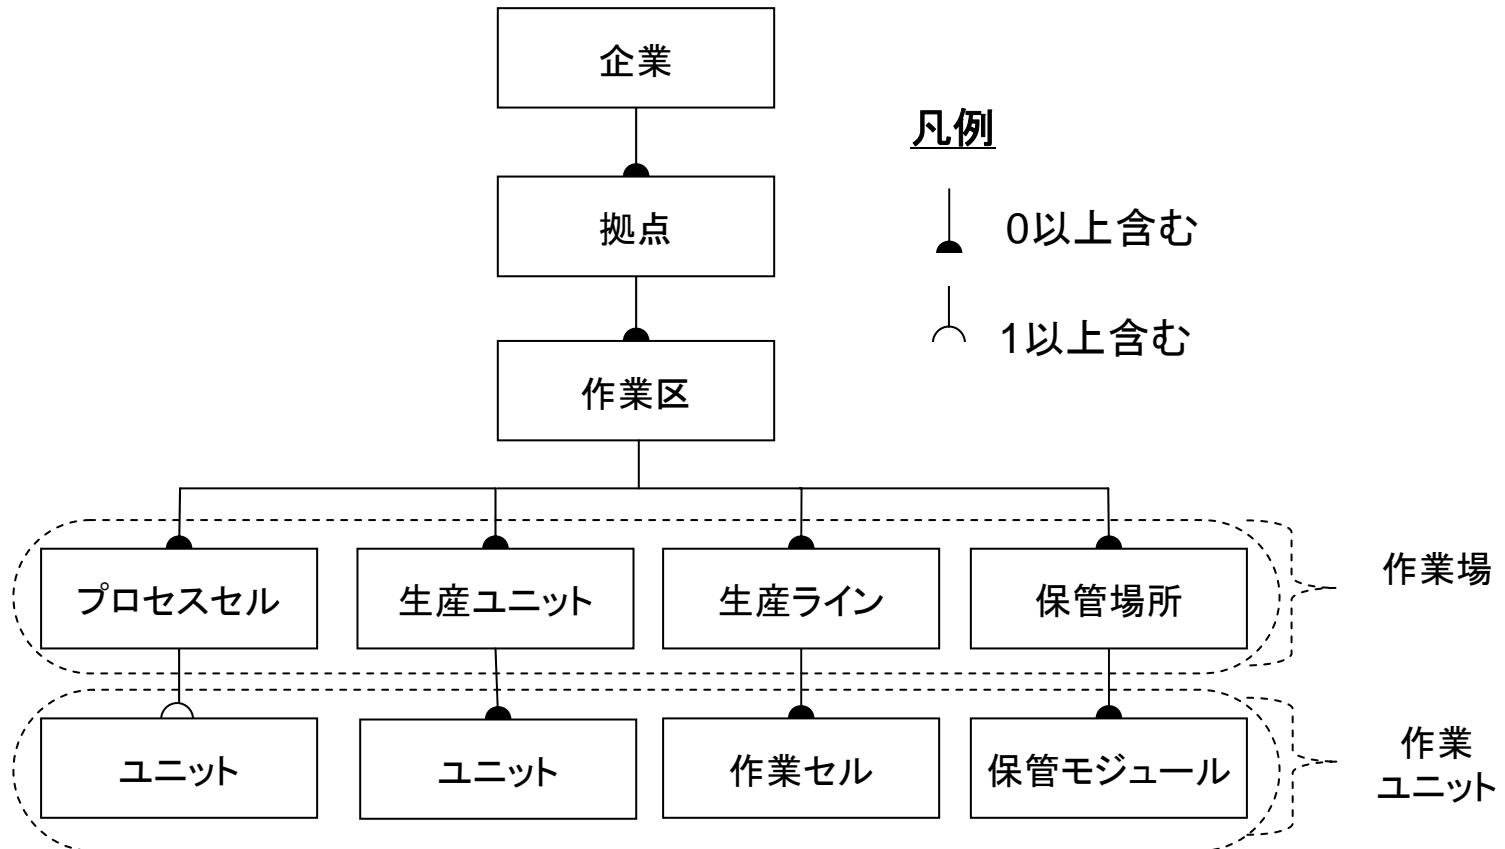 企業
凡例
拠点
0以上含む
1以上含む
作業区
プロセスセル
生産ユニット
生産ライン
保管場所
作業場
ユニット
ユニット
作業セル
保管モジュール
作業
ユニット